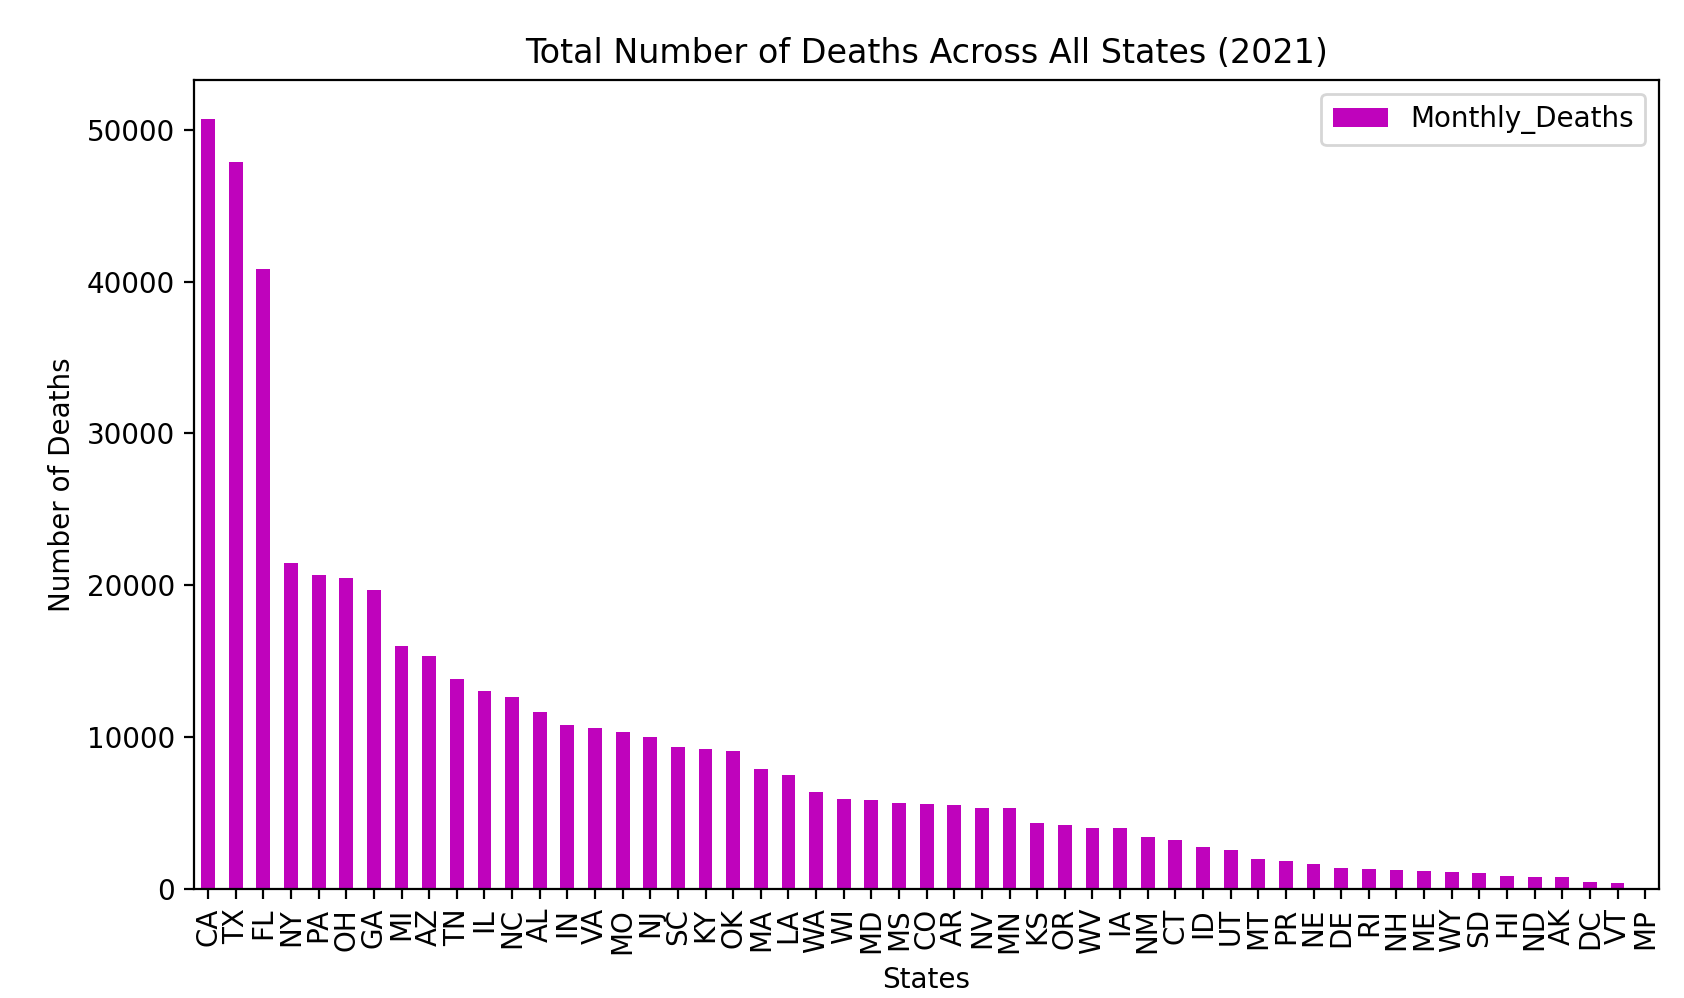 Total Number of Deaths Across All States (2021)
Monthly_Deaths
50000
40000
30000
20000
10000
0
Number of Deaths
CA TX FL NY PA OH GA MI AZ TN IL NC AL IN VA MO NJ SC KY OK MA LA WA WI MD MS CO AR NV MN KS OR WV IA NM CT ID UT MT PR NE DE RI NH ME WY SD HI ND AK DC VT MP
States